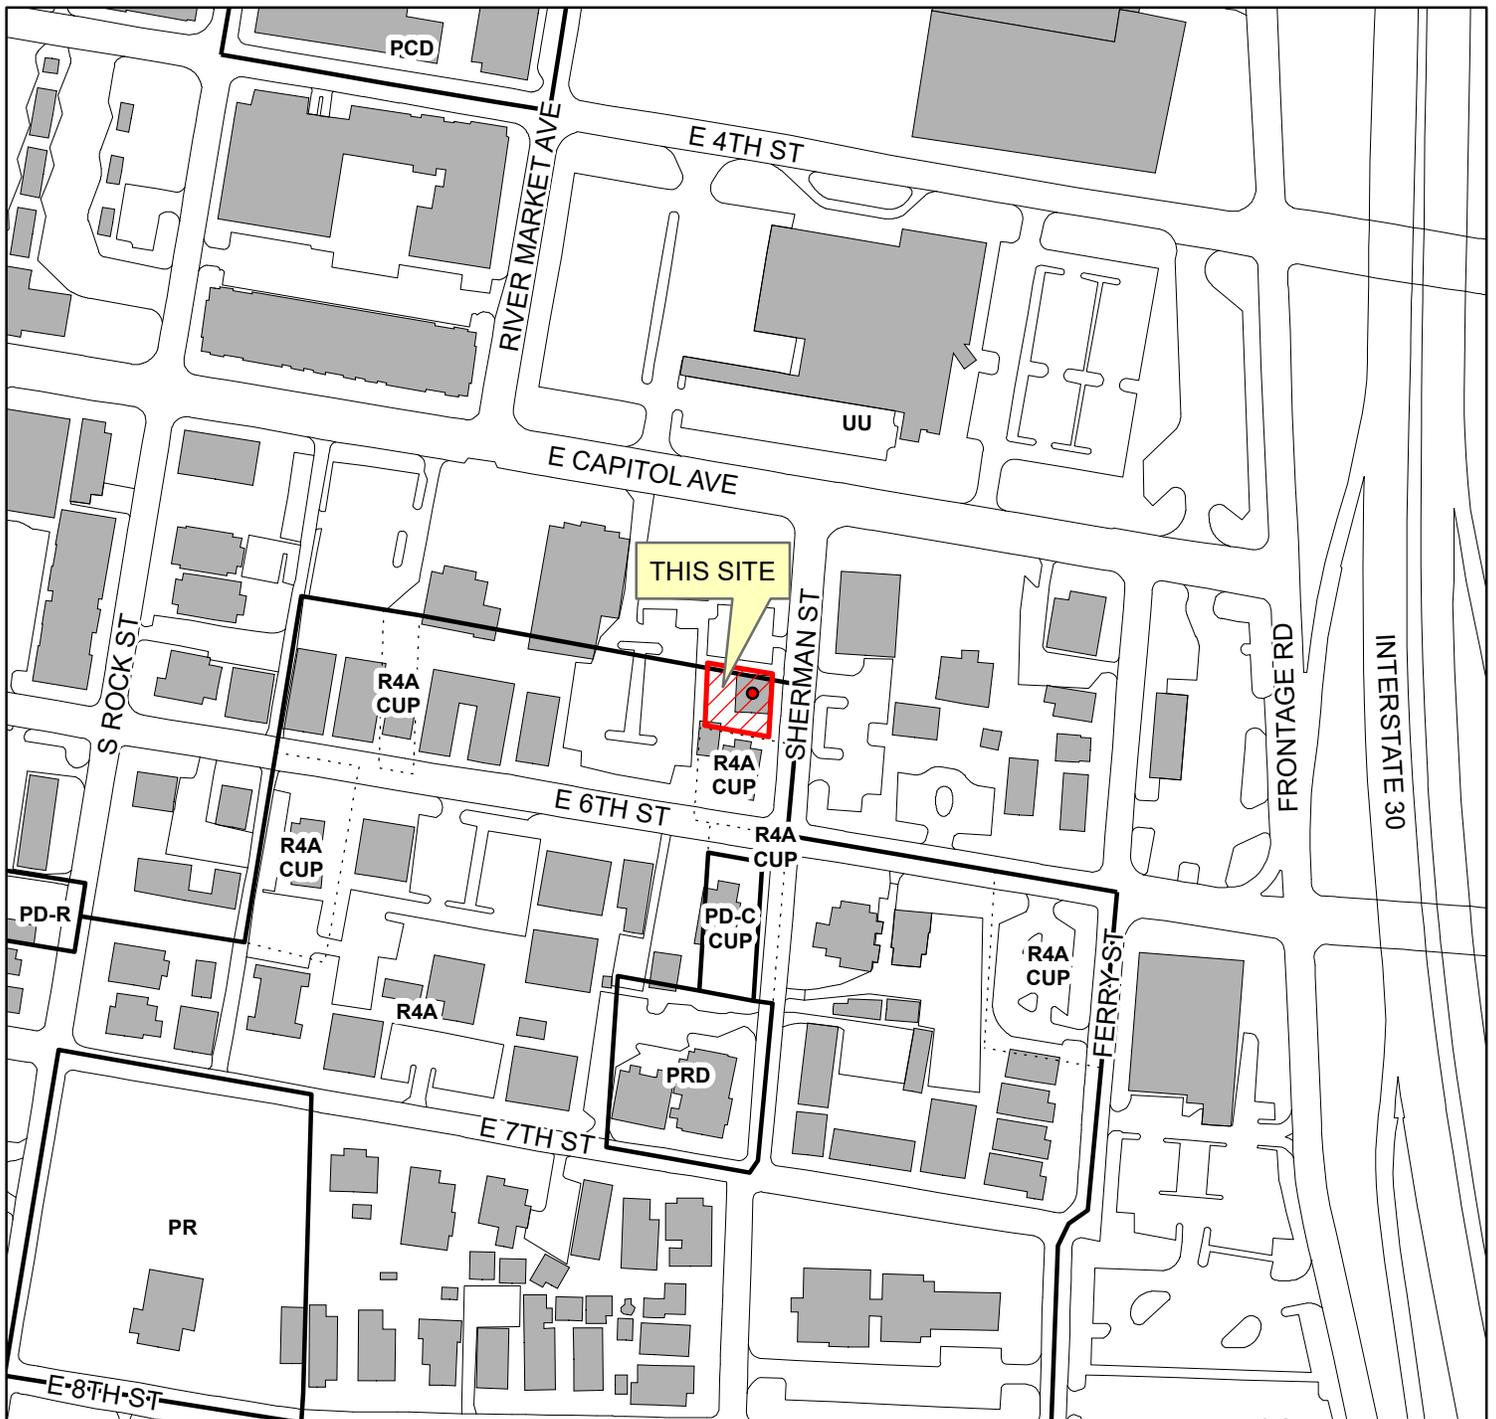 PCD
E 4TH ST
RIVER MARKET AVE
UU
E CAPITOL AVE
THIS SITE
S ROCK ST
SHERMAN ST
R4A
CUP
FRONTAGE RD
INTERSTATE 30
R4A
CUP
E 6TH ST
R4A
CUP
R4A
CUP
PD-R
PD-C
CUP
R4A
CUP
FERRY ST
R4A
PRD
E 7TH ST
PR
E 8TH ST